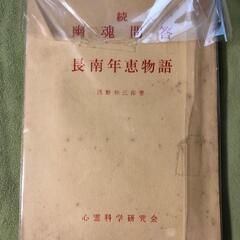 続
幽魂問答
長南年恵物語
浅野和三郎著
心霊科学研究会